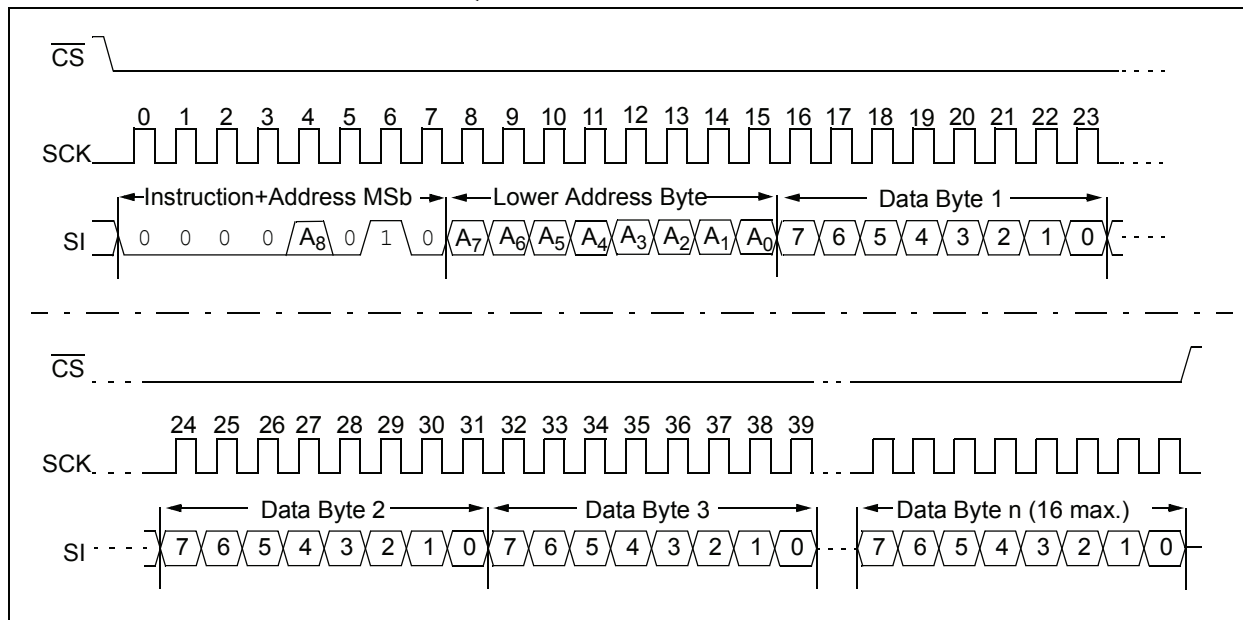 CS
0 1 2 3 4 5 6 7 8 9 10 11 12 13 14 15 16 17 18 19 20 21 22 23
SCK
Instruction+Address MSb Lower Address Byte Data Byte 1
SI 0 0 0 0 A8 0 1 0 A7 A6 A5 A4 A3 A2 A1 A0 7 6 5 4 3 2 1 0
CS
24 25 26 27 28 29 30 31 32 33 34 35 36 37 38 39
SCK
Data Byte 2 Data Byte 3 Data Byte n (16 max.)
SI 7 6 5 4 3 2 1 0 7 6 5 4 3 2 1 0 7 6 5 4 3 2 1 0